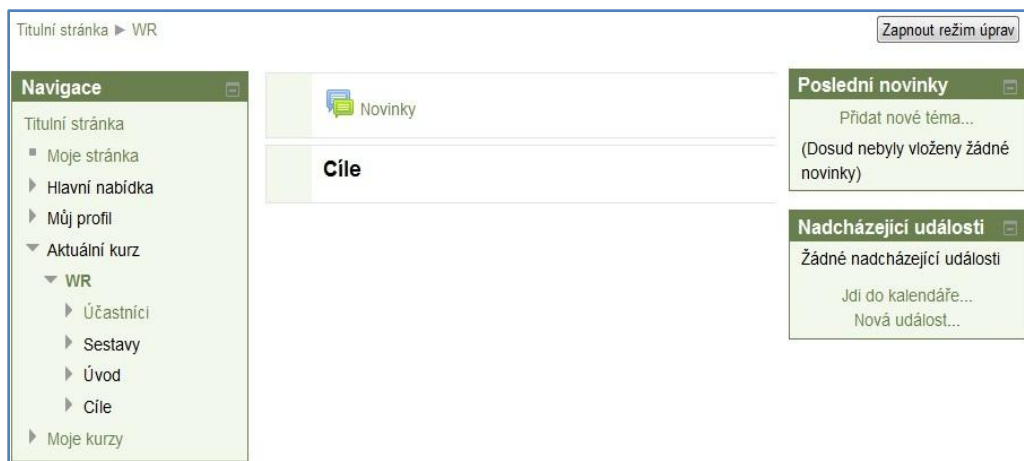 Titulní stránka ► WR
Zapnout režim úprav
Navigace
Titulní stránka
Moje stránka
Hlavní nabídka
Můj profil
Aktuální kurz
WR
Účastníci
Sestavy
Úvod
Cíle
Moje kurzy
Novinky
Cíle
Poslední novinky
Přidat nové téma...
(Dosud nebyly vloženy žádné
novinky)
Nadcházející události
Žádné nadcházející události
Jdi do kalendáře...
Nová událost...